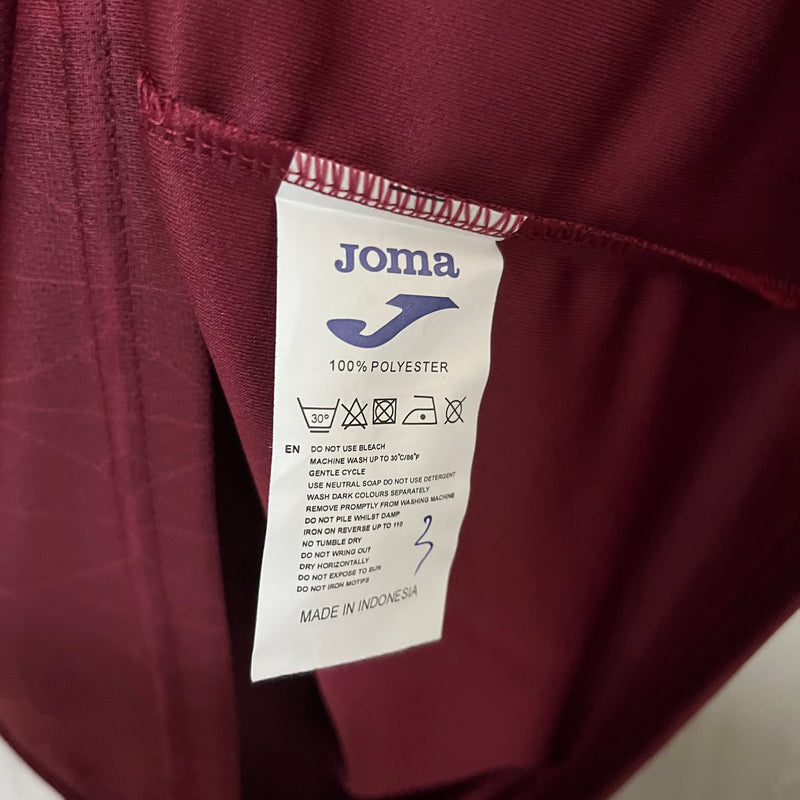 Joma
100% POLYESTER
30°
EN DO NOT USE BLEACH
MACHINE WASH UP TO 30°C/86°F
GENTLE CYCLE
USE NEUTRAL SOAP DO NOT USE DETERGENT
WASH DARK COLOURS SEPARATELY
REMOVE PROMPTLY FROM WASHING MACHINE
DO NOT PILE WHILST DAMP
IRON ON REVERSE UP TO 110
NO TUMBLE DRY
DO NOT WRING OUT
DRY HORIZONTALLY
DO NOT EXPOSE TO SUN
DO NOT IRON MOTIFS
3
MADE IN INDONESIA